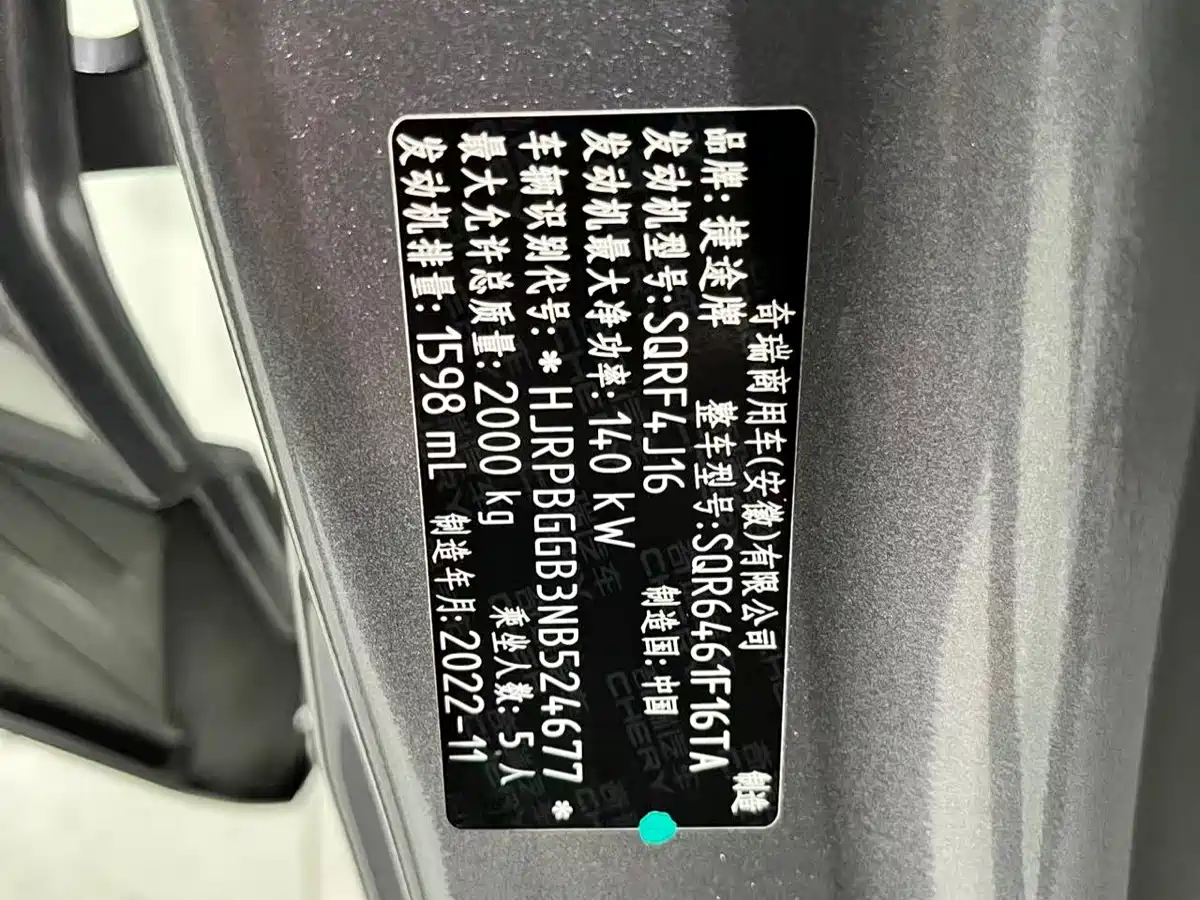 奇瑞商用车(安徽)有限公司 制造
品牌: 捷途牌 整车型号:SQR6461F16TA
发动机型号:SQRF4J16 制造国:中国
发动机最大净功率:140 kW
车辆识别代号: *HJRPBGGB3NB524677*
最大允许总质量:2000 kg 乘坐人数: 5人
发动机排量: 1598 mL 制造年月:2022-11